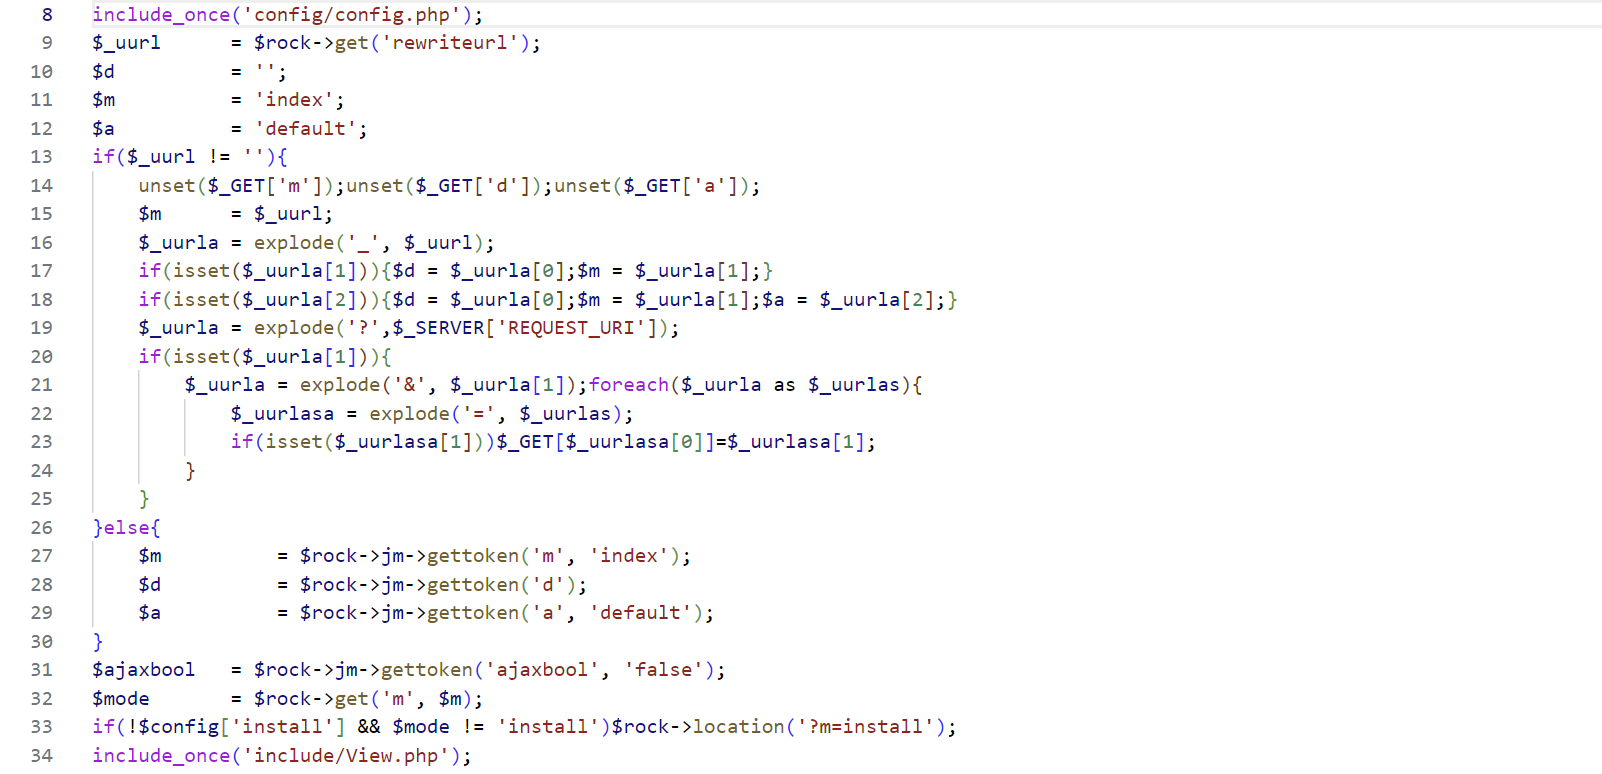 8 include_once('config/config.php');
9 $_uurl = $rock->get('rewriteurl');
10 $d = '';
11 $m = 'index';
12 $a = 'default';
13 if($_uurl != ''){
14 unset($_GET['m']);unset($_GET['d']);unset($_GET['a']);
15 $m = $_uurl;
16 $_uurla = explode('_', $_uurl);
17 if(isset($_uurla[1])){$d = $_uurla[0];$m = $_uurla[1];}
18 if(isset($_uurla[2])){$d = $_uurla[0];$m = $_uurla[1];$a = $_uurla[2];}
19 $_uurla = explode('?',$_SERVER['REQUEST_URI']);
20 if(isset($_uurla[1])){
21 $_uurla = explode('&', $_uurla[1]);foreach($_uurla as $_uurlas){
22 $_uurlasa = explode('=', $_uurlas);
23 if(isset($_uurlasa[1]))$_GET[$_uurlasa[0]]=$_uurlasa[1];
24 }
25 }
26 }else{
27 $m = $rock->jm->gettoken('m', 'index');
28 $d = $rock->jm->gettoken('d');
29 $a = $rock->jm->gettoken('a', 'default');
30 }
31 $ajaxbool = $rock->jm->gettoken('ajaxbool', 'false');
32 $mode = $rock->get('m', $m);
33 if(!$config['install'] && $mode != 'install')$rock->location('?m=install');
34 include_once('include/View.php');